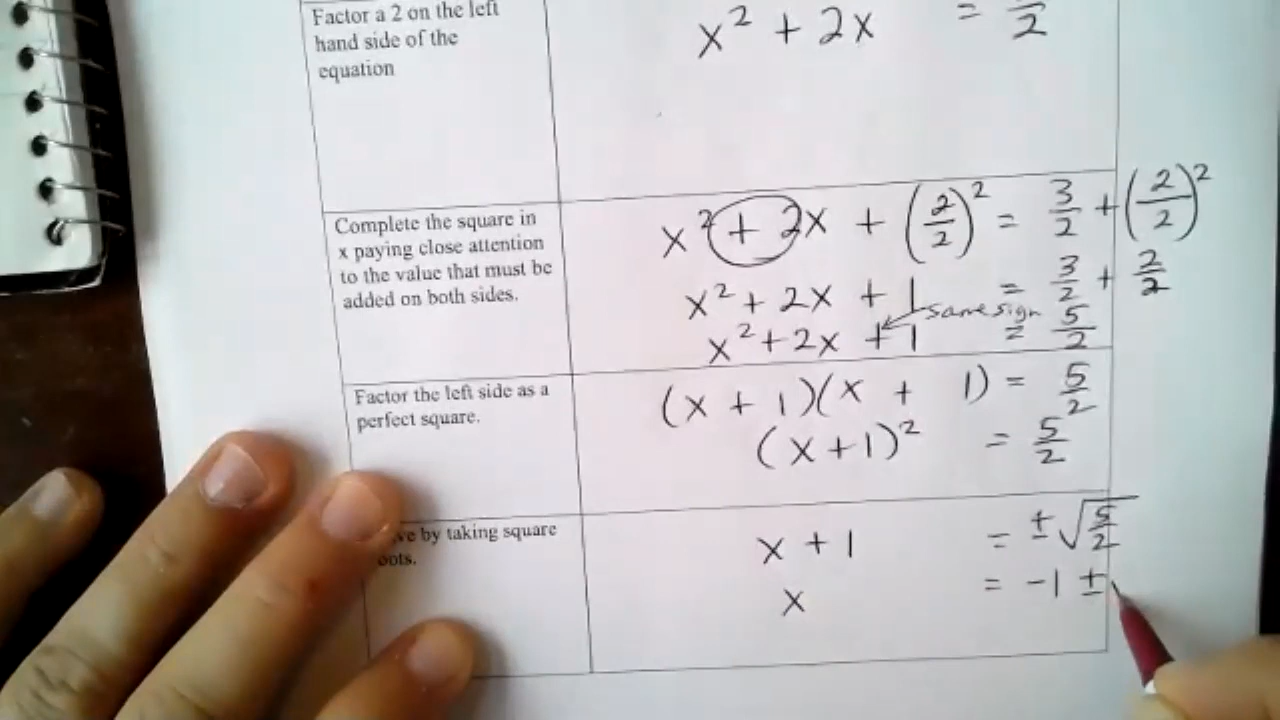 Factor a 2 on the left
hand side of the
equation
x² + 2x = /2
Complete the square in
x paying close attention
to the value that must be
added on both sides.
x² + 2x + (2/2)² = 3/2 + (2/2)²
x² + 2x + 1 = 3/2 + 2/2
same sign
x² + 2x + 1 = 5/2
Factor the left side as a
perfect square.
(x + 1)(x + 1) = 5/2
(x+1)² = 5/2
by taking square
x + 1 = ± √5/2
x = -1 ±